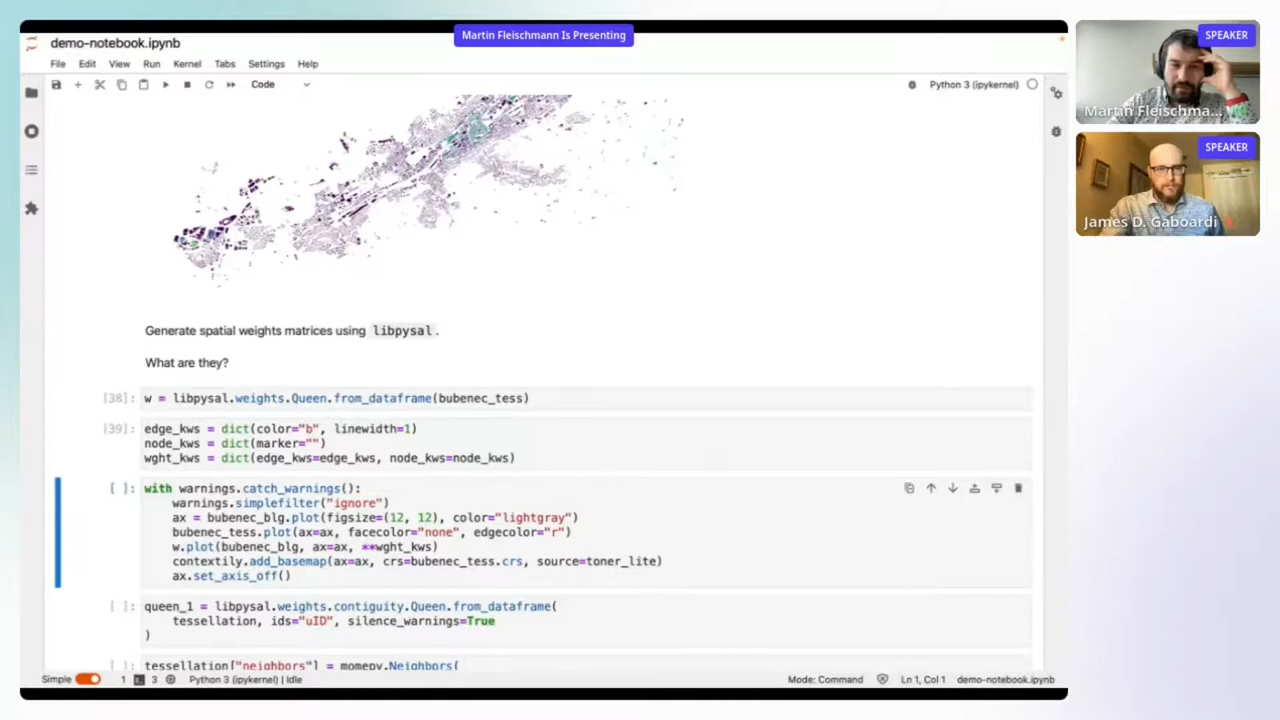 Martin Fleischmann Is Presenting
demo-notebook.ipynb
File Edit View Run Kernel Tabs Settings Help
Code
Python 3 (ipykernel)
SPEAKER
Martin Fleischma...
SPEAKER
James D. Gaboardi
Generate spatial weights matrices using libpysal.
What are they?
[38]: w = libpysal.weights.Queen.from_dataframe(bubenec_tess)
[39]: edge_kws = dict(color="b", linewidth=1)
node_kws = dict(marker="")
wght_kws = dict(edge_kws=edge_kws, node_kws=node_kws)
[ ]: with warnings.catch_warnings():
warnings.simplefilter("ignore")
ax = bubenec_blg.plot(figsize=(12, 12), color="lightgray")
bubenec_tess.plot(ax=ax, facecolor="none", edgecolor="r")
w.plot(bubenec_blg, ax=ax, **wght_kws)
contextily.add_basemap(ax=ax, crs=bubenec_tess.crs, source=toner_lite)
ax.set_axis_off()
[ ]: queen_1 = libpysal.weights.contiguity.Queen.from_dataframe(
tessellation, ids="uID", silence_warnings=True
)
[ ]: tessellation["neighbors"] = momepy.Neighbors(
Simple 1 3 Python 3 (ipykernel) | Idle Mode: Command Ln 1, Col 1 demo-notebook.ipynb